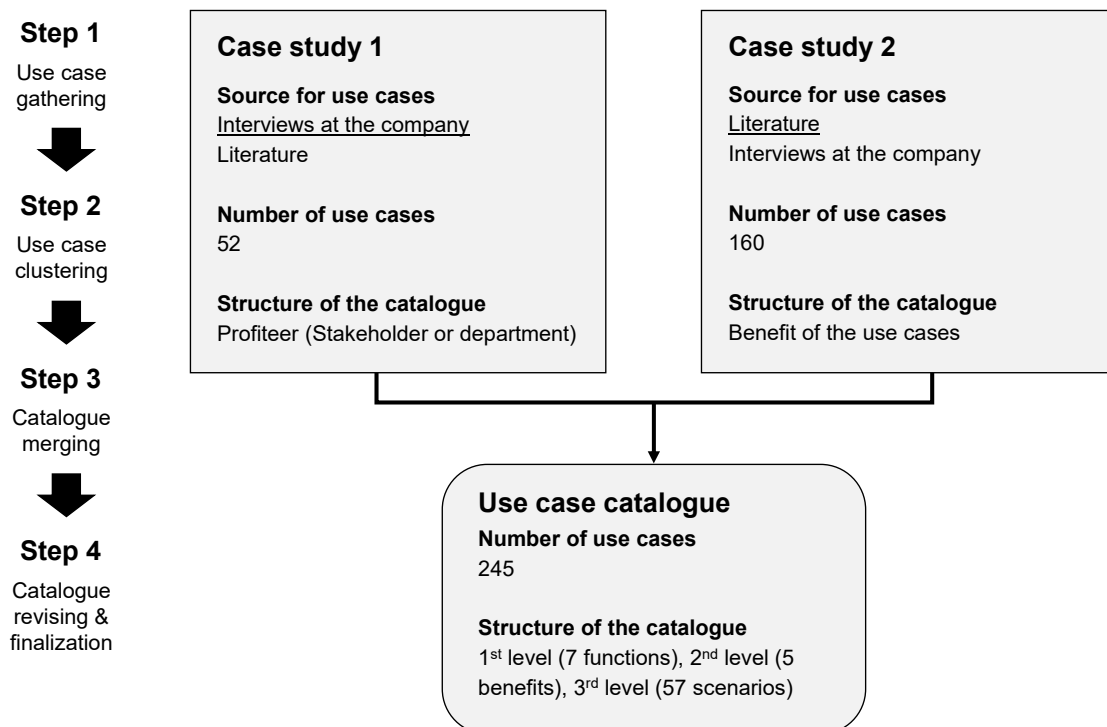 Step 1
Use case
gathering
Step 2
Use case
clustering
Step 3
Catalogue
merging
Step 4
Catalogue
revising &
finalization
Case study 1
Source for use cases
Interviews at the company
Literature
Number of use cases
52
Structure of the catalogue
Profiteer (Stakeholder or department)
Case study 2
Source for use cases
Literature
Interviews at the company
Number of use cases
160
Structure of the catalogue
Benefit of the use cases
Use case catalogue
Number of use cases
245
Structure of the catalogue
1st level (7 functions), 2nd level (5
benefits), 3rd level (57 scenarios)